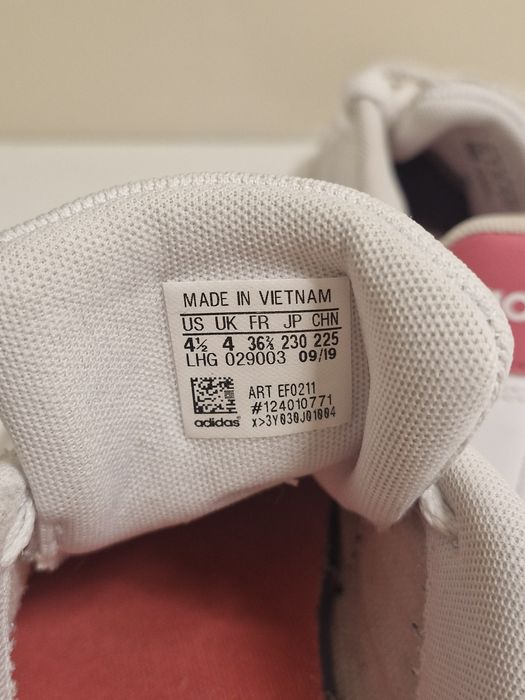 MADE IN VIETNAM
US UK FR JP CHN
4½ 4 36⅔ 230 225
LHG 029003 09/19
ART EF0211
#124010771
adidas x>3Y030J01004